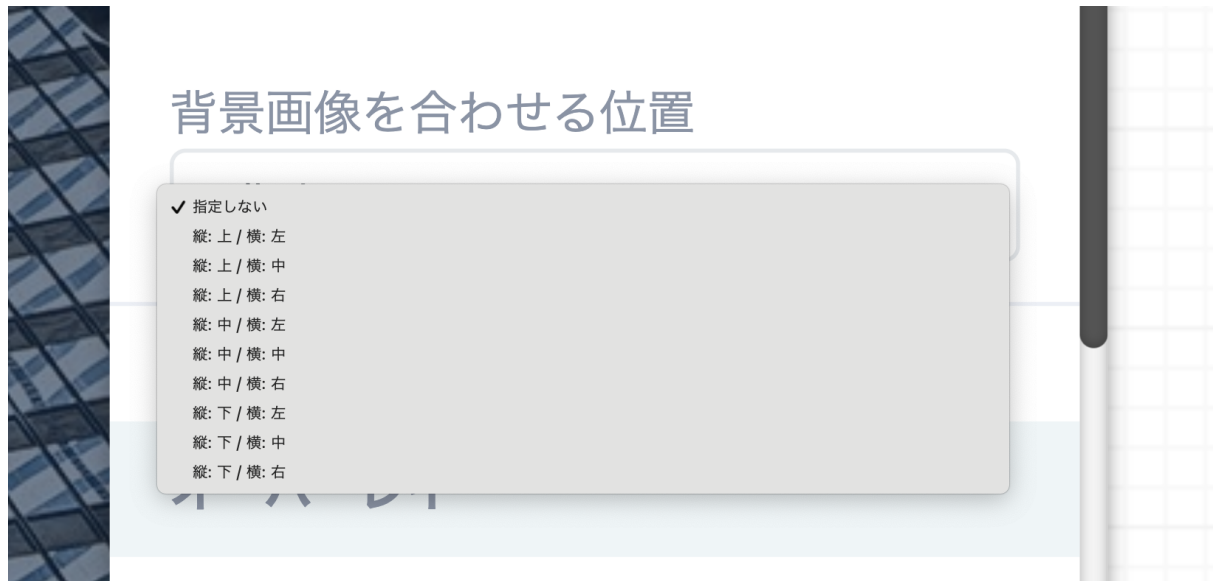 背景画像を合わせる位置
✓ 指定しない
縦: 上 / 横: 左
縦: 上 / 横: 中
縦: 上 / 横: 右
縦: 中 / 横: 左
縦: 中 / 横: 中
縦: 中 / 横: 右
縦: 下 / 横: 左
縦: 下 / 横: 中
縦: 下 / 横: 右